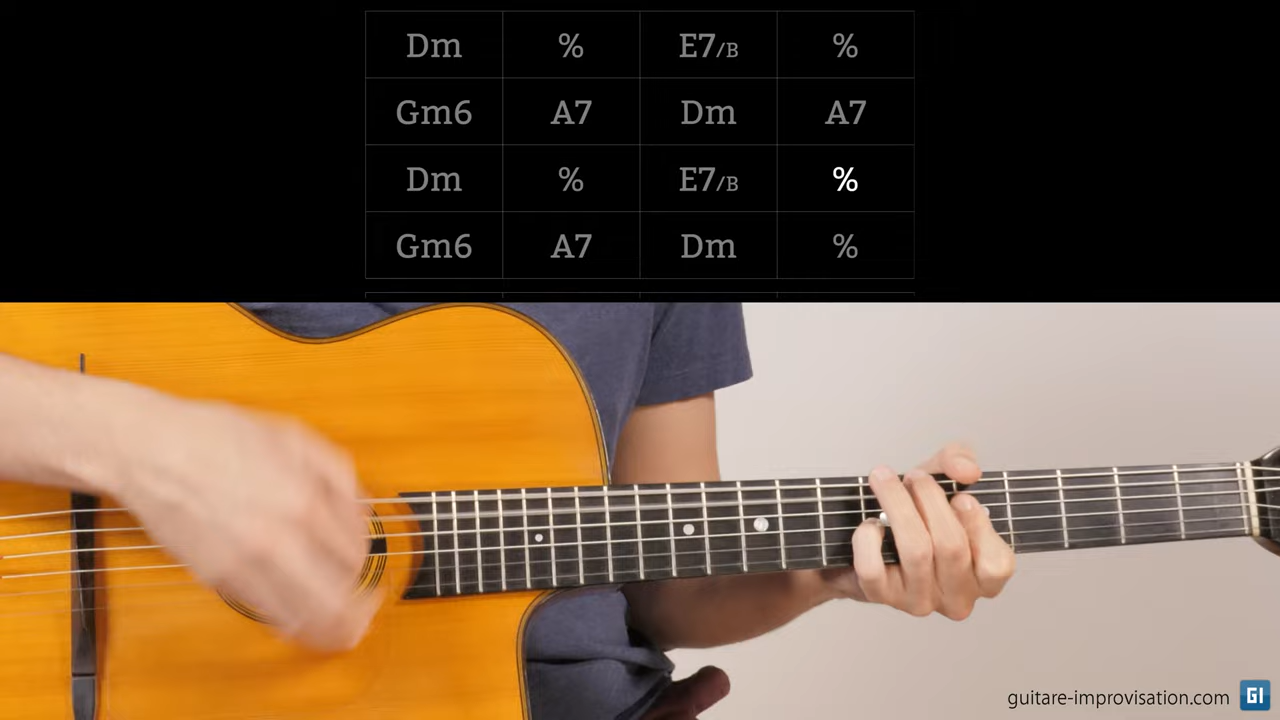 Dm % E7/B %
Gm6 A7 Dm A7
Dm % E7/B %
Gm6 A7 Dm %
guitare-improvisation.com GI